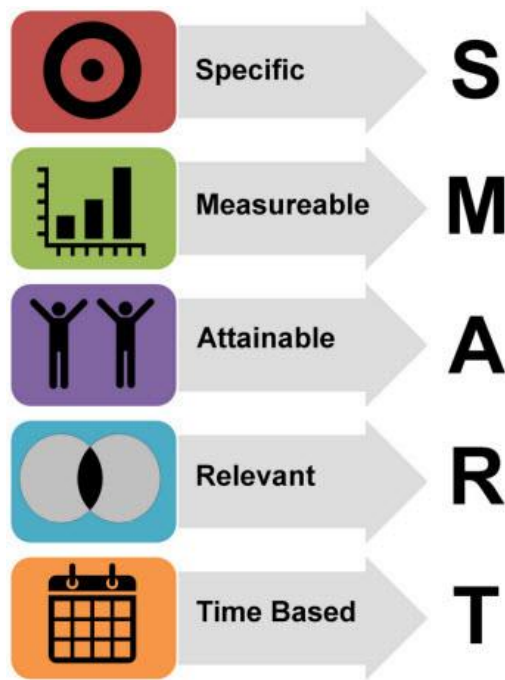 Specific S
Measureable M
Attainable A
Relevant R
Time Based T